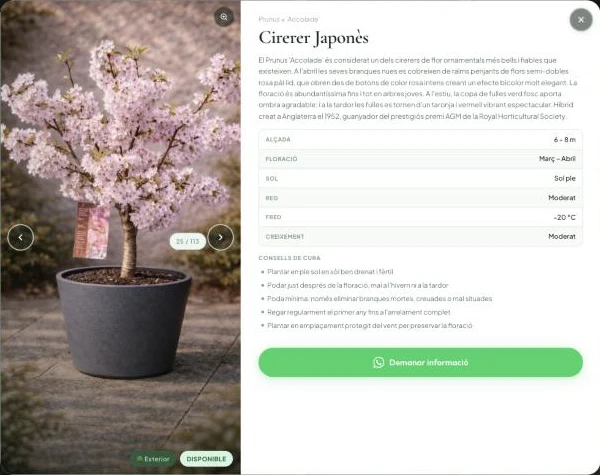 Prunus × 'Accolade'
Cirerer Japonès
El Prunus 'Accolade' és considerat un dels cirerers de flor ornamentals més bells i fiables que
existeixen. A l'abril les seves branques nues es cobreixen de raïms penjants de flors semi-dobles
rosa pàl·lid, que obren des de botons de color rosa intens creant un efecte bicolor molt elegant. La
floració és abundantíssima fins i tot en arbres joves. A l'estiu, la copa de fulles verd fosc aporta
ombra agradable; i a la tardor les fulles es tornen d'un taronja i vermell vibrant espectacular. Híbrid
creat a Anglaterra el 1952, guanyador del prestigiós premi AGM de la Royal Horticultural Society.
ALÇADA 6 – 8 m
FLORACIÓ Març – Abril
SOL Sol ple
REG Moderat
FRED -20 °C
CREIXEMENT Moderat
CONSELLS DE CURA
Plantar en ple sol en sòl ben drenat i fèrtil
Podar just després de la floració, mai a l'hivern ni a la tardor
Poda mínima: només eliminar branques mortes, creuades o mal situades
Regar regularment el primer any fins a l'arrelament complet
Plantar en emplaçament protegit del vent per preservar la floració
Demanar informació
25 / 113
Exterior
DISPONIBLE